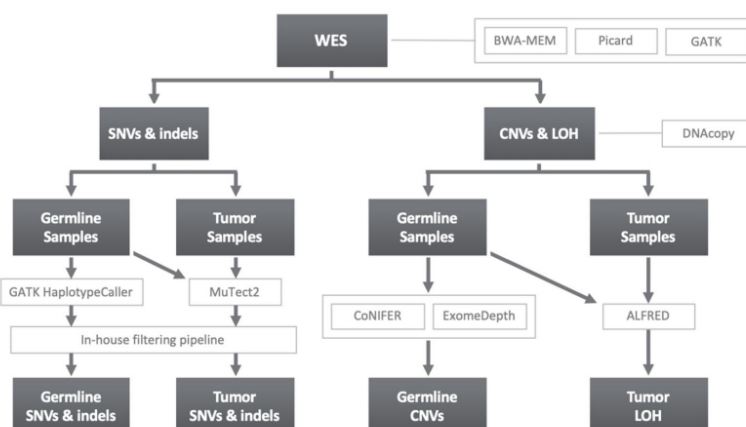 WES
BWA-MEM
Picard
GATK
SNVs & indels
CNVs & LOH
DNAcopy
Germline
Samples
Tumor
Samples
Germline
Samples
Tumor
Samples
GATK HaplotypeCaller
MuTect2
CoNIFER
ExomeDepth
ALFRED
In-house filtering pipeline
Germline
SNVs & indels
Tumor
SNVs & indels
Germline
CNVs
Tumor
LOH